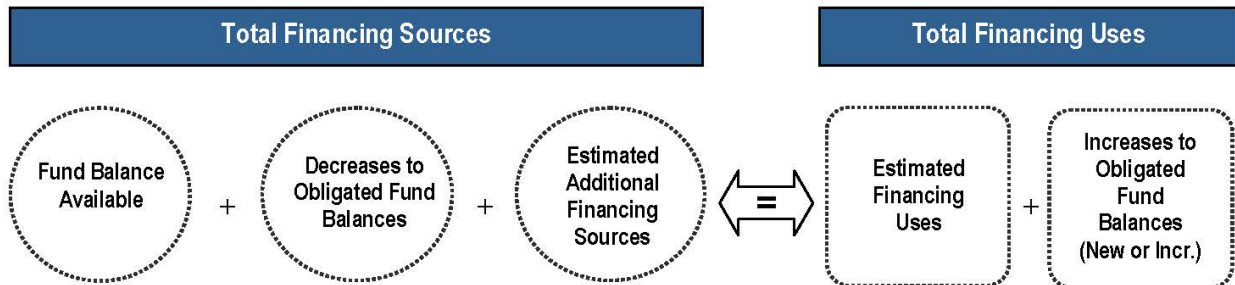 Total Financing Sources
Total Financing Uses
Fund Balance
Available
+
Decreases to
Obligated Fund
Balances
+
Estimated
Additional
Financing
Sources
=
Estimated
Financing
Uses
+
Increases to
Obligated
Fund
Balances
(New or Incr.)